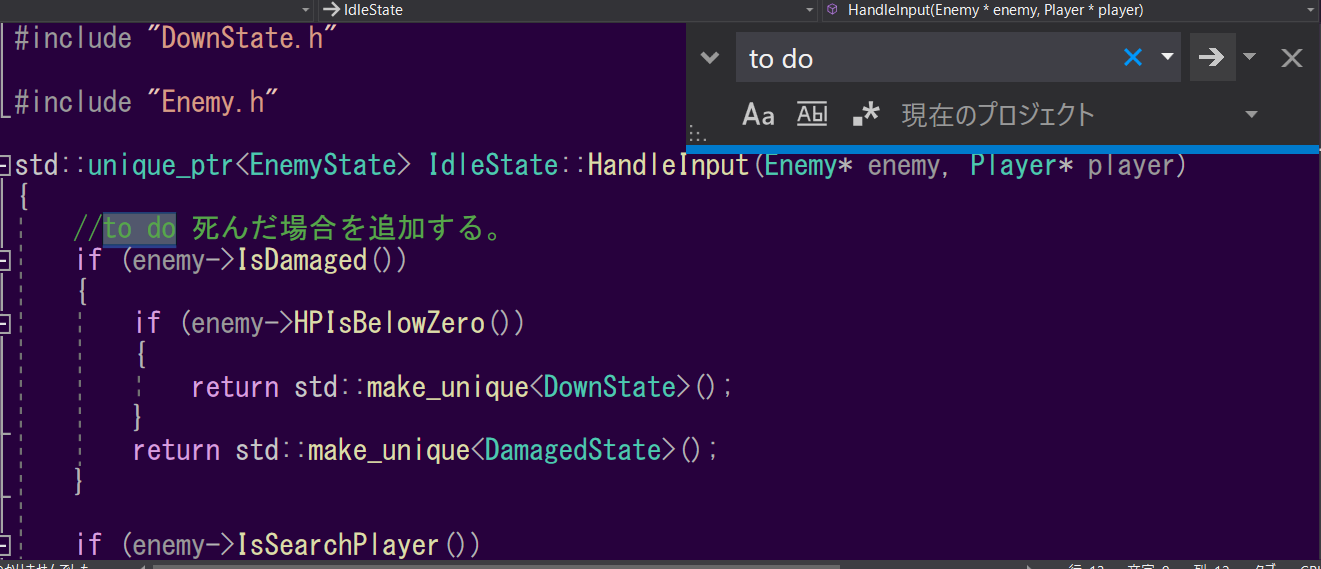 IdleState
HandleInput(Enemy * enemy, Player * player)
#include "DownState.h"
to do
#include "Enemy.h"
Aa Abl .* 現在のプロジェクト
std::unique_ptr<EnemyState> IdleState::HandleInput(Enemy* enemy, Player* player)
{
//to do 死んだ場合を追加する。
if (enemy->IsDamaged())
{
if (enemy->HPIsBelowZero())
{
return std::make_unique<DownState>();
}
return std::make_unique<DamagedState>();
}
if (enemy->IsSearchPlayer())